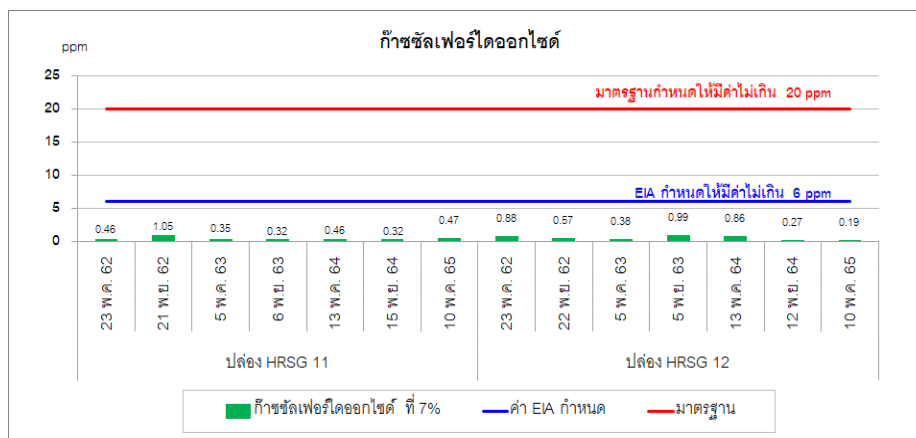 ก๊าซซัลเฟอร์ไดออกไซด์
ppm
25
20
15
10
5
0
มาตรฐานกำหนดให้มีค่าไม่เกิน 20 ppm
EIA กำหนดให้มีค่าไม่เกิน 6 ppm
0.46 1.05 0.35 0.32 0.46 0.32 0.47 0.88 0.57 0.38 0.99 0.86 0.27 0.19
23 พ.ค. 62
21 พ.ย. 62
5 พ.ค. 63
6 พ.ย. 63
13 พ.ค. 64
15 พ.ย. 64
10 พ.ค. 65
23 พ.ค. 62
22 พ.ย. 62
5 พ.ค. 63
5 พ.ย. 63
13 พ.ค. 64
12 พ.ย. 64
10 พ.ค. 65
ปล่อง HRSG 11 ปล่อง HRSG 12
ก๊าซซัลเฟอร์ไดออกไซด์ ที่ 7% ค่า EIA กำหนด มาตรฐาน